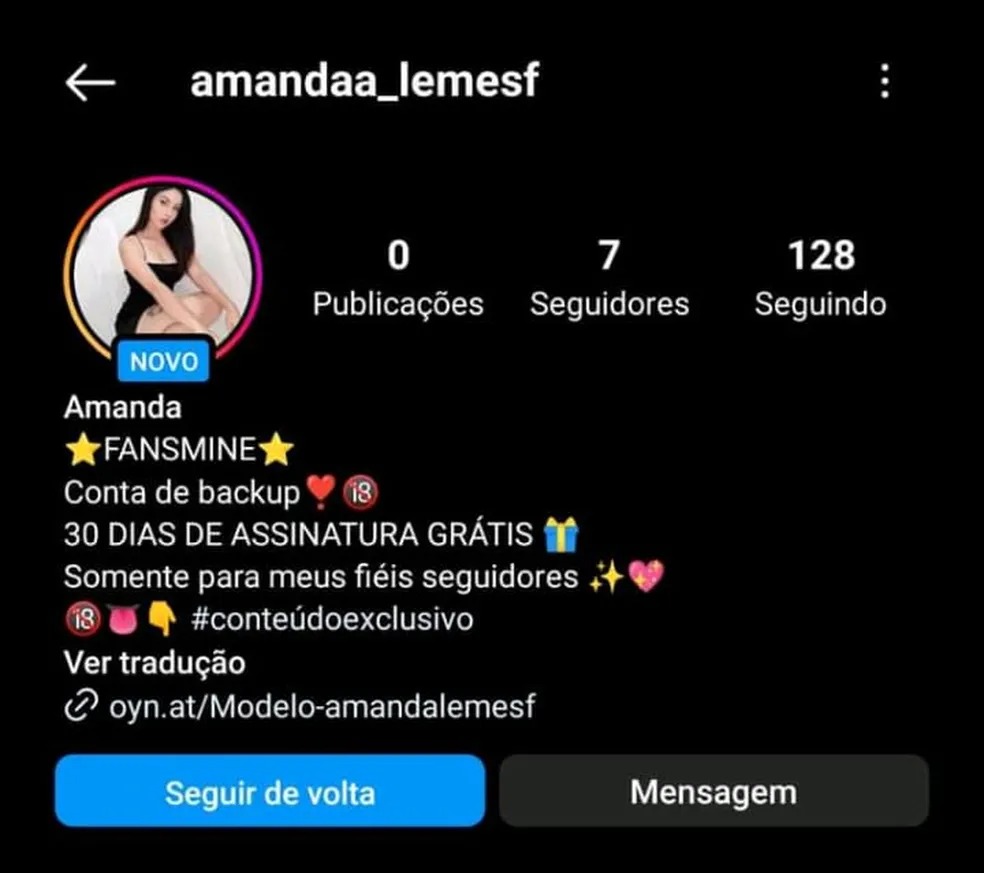 amandaa_lemesf
0 7 128
Publicações Seguidores Seguindo
NOVO
Amanda
⭐FANSMINE⭐
Conta de backup❣️🔞
30 DIAS DE ASSINATURA GRÁTIS 🎁
Somente para meus fiéis seguidores ✨💖
🔞👅👇 #conteúdoexclusivo
Ver tradução
oyn.at/Modelo-amandalemesf
Seguir de volta Mensagem